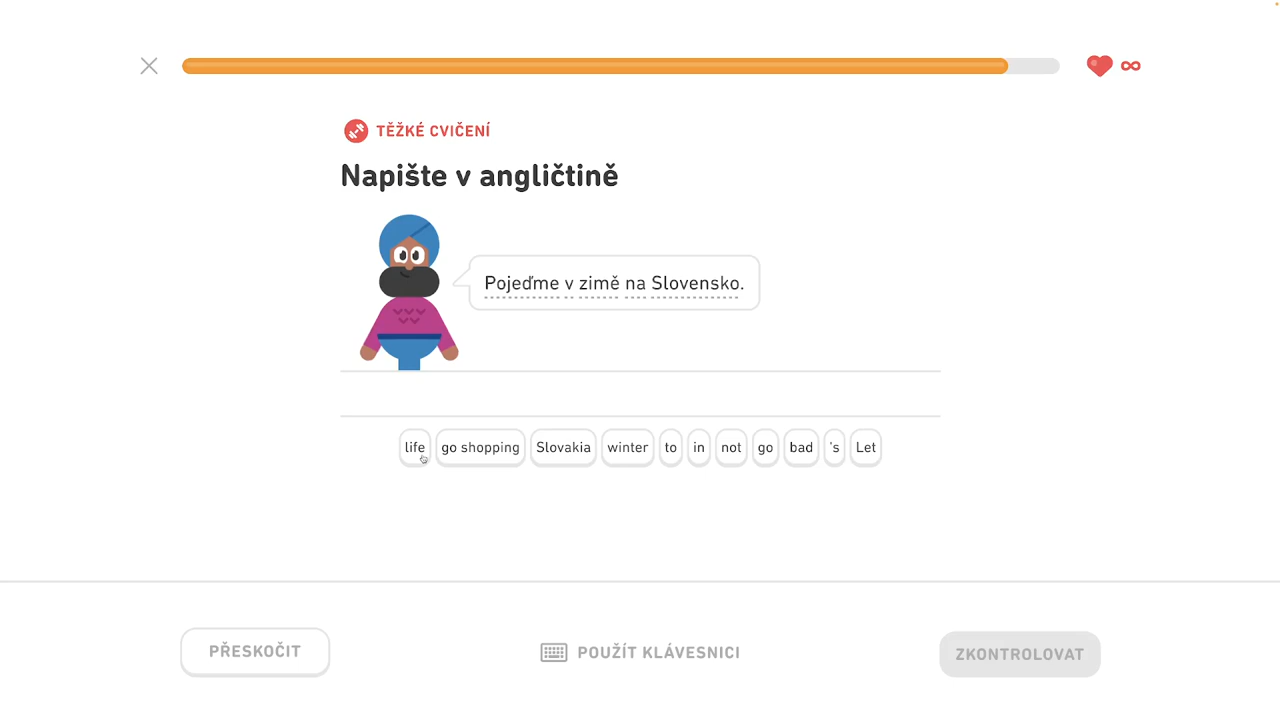 TĚŽKÉ CVIČENÍ
Napište v angličtině
Pojeďme v zimě na Slovensko.
life go shopping Slovakia winter to in not go bad 's Let
PŘESKOČIT POUŽÍT KLÁVESNICI ZKONTROLOVAT